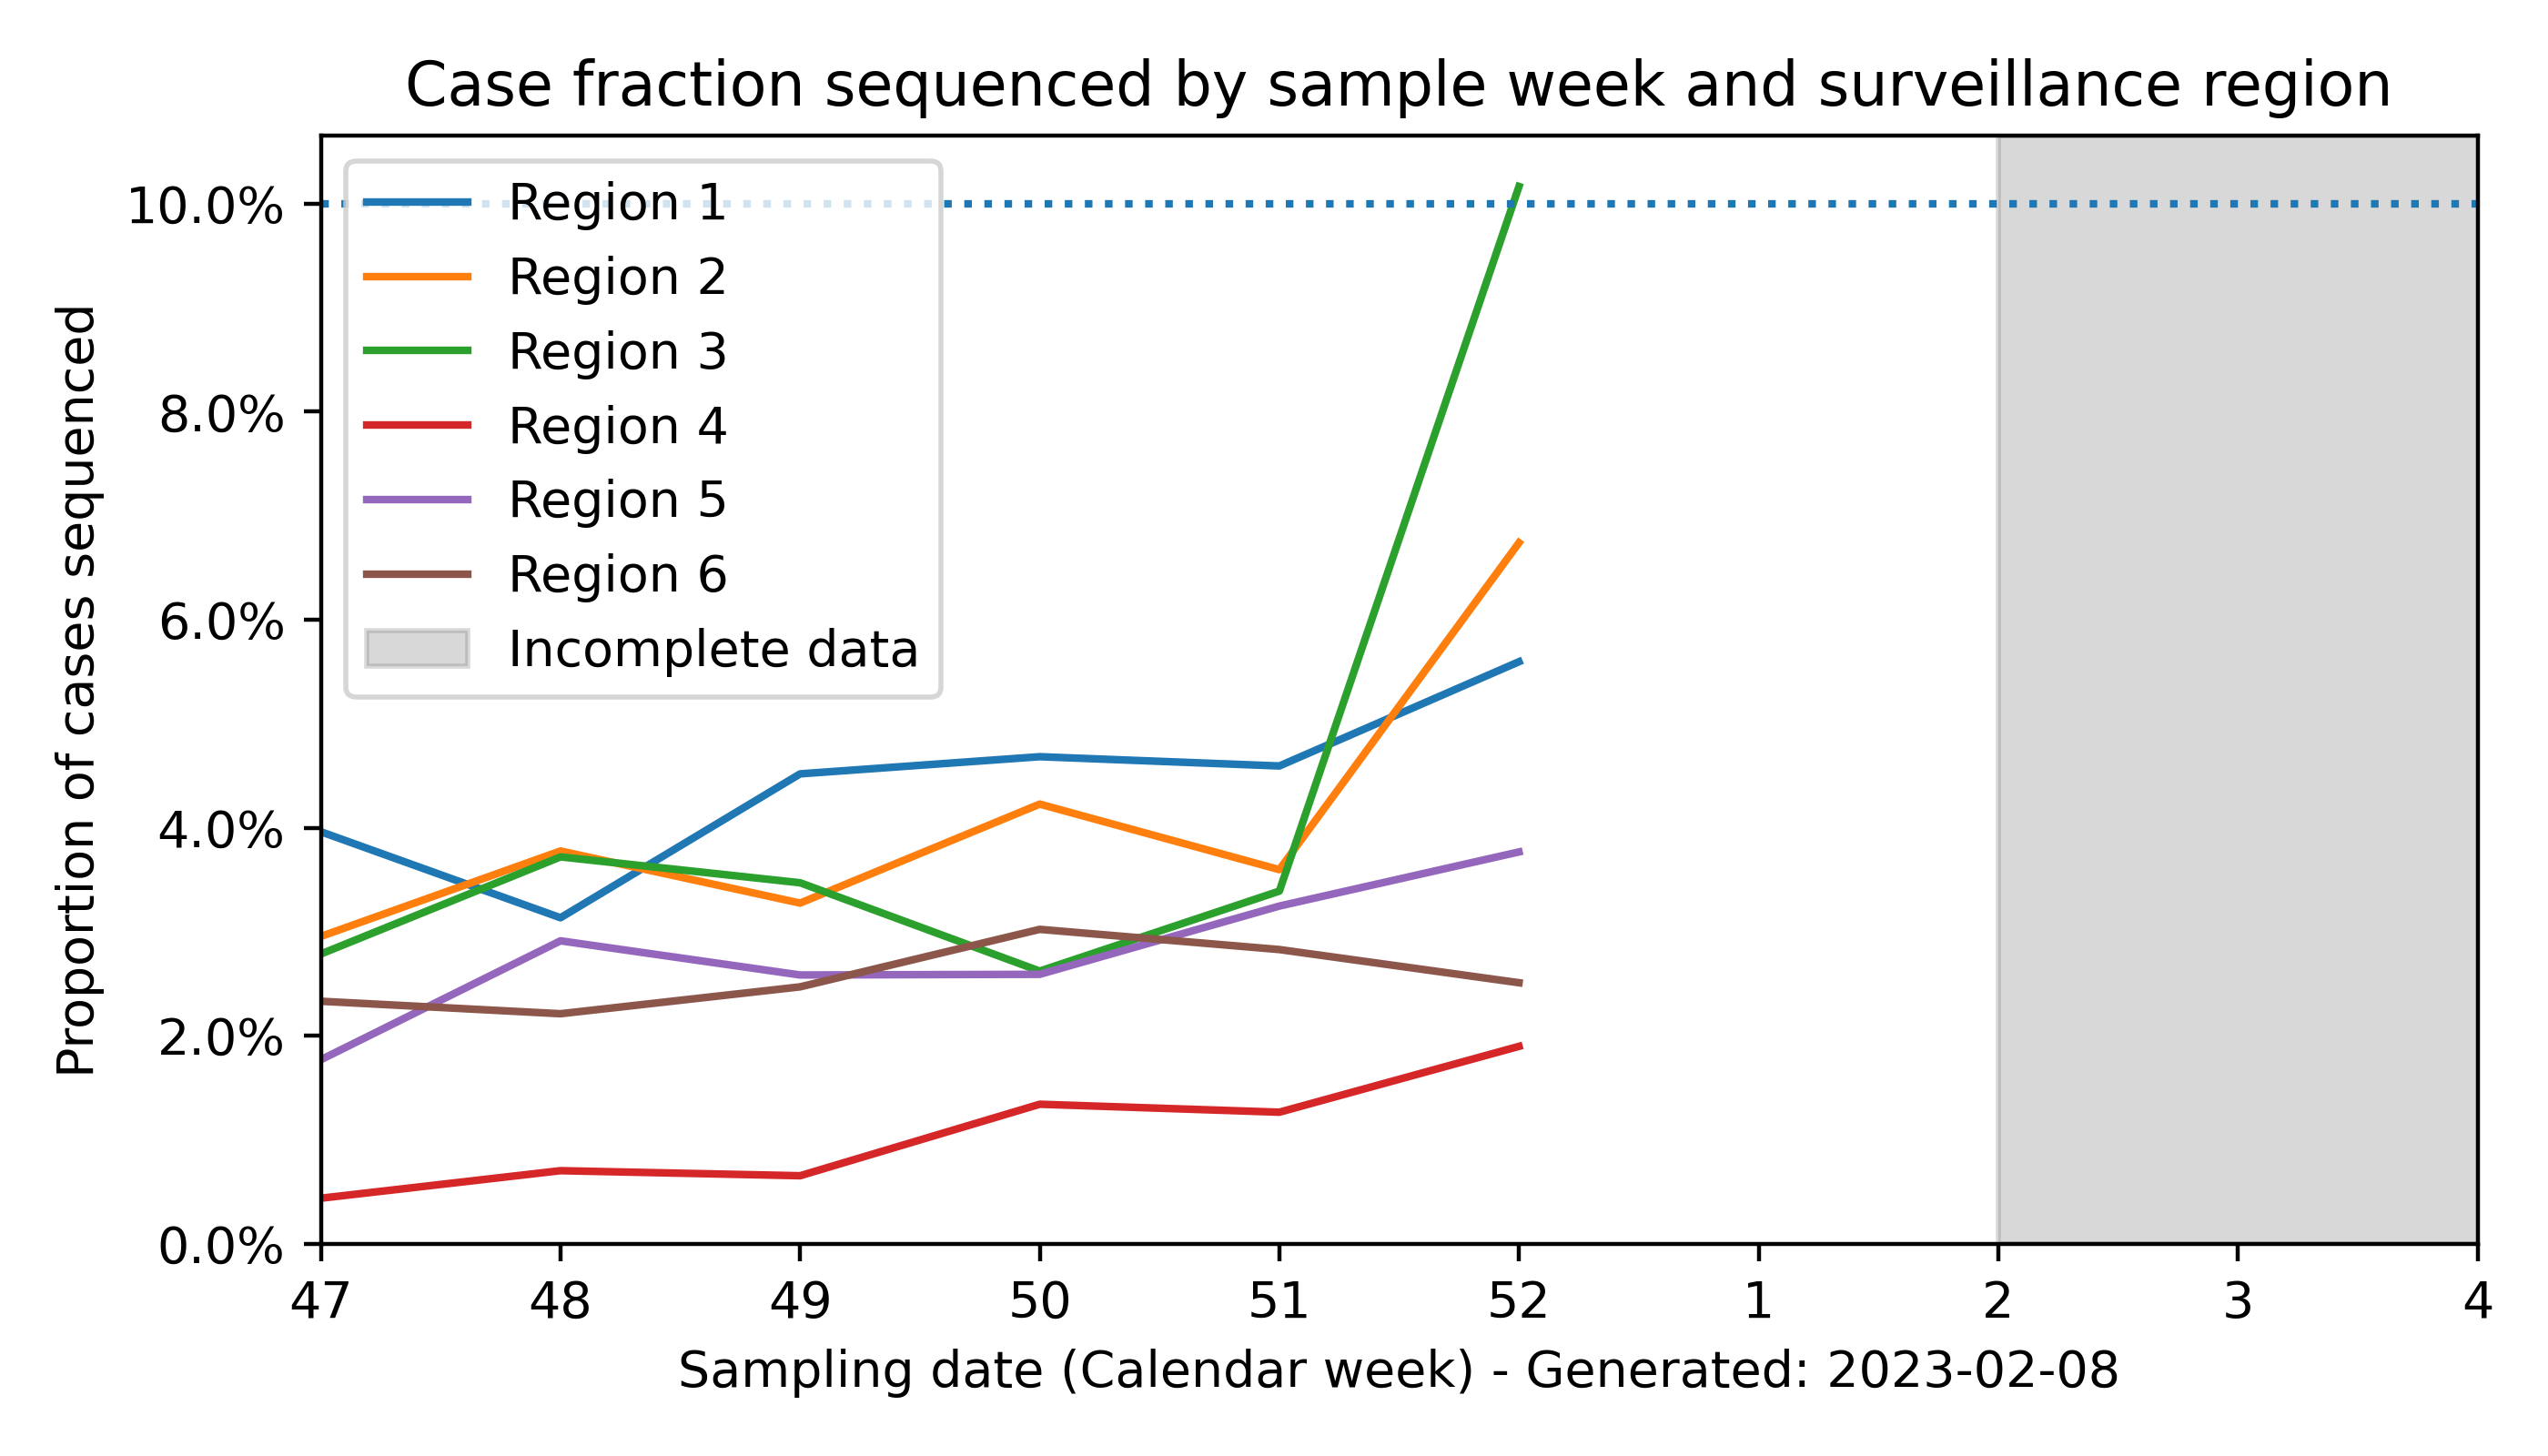 Case fraction sequenced by sample week and surveillance region
Proportion of cases sequenced
10.0%
8.0%
6.0%
4.0%
2.0%
0.0%
Region 1
Region 2
Region 3
Region 4
Region 5
Region 6
Incomplete data
47 48 49 50 51 52 1 2 3 4
Sampling date (Calendar week) - Generated: 2023-02-08